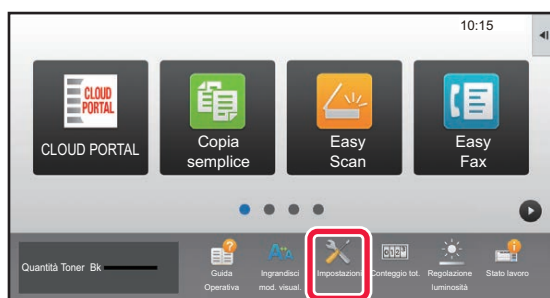 10:15
CLOUD
PORTAL
CLOUD PORTAL
Copia
semplice
Easy
Scan
Easy
Fax
Quantità Toner Bk
Guida
Operativa
Ingrandisci
mod. visual.
Impostazioni
Conteggio tot.
Regolazione
luminosità
Stato lavoro